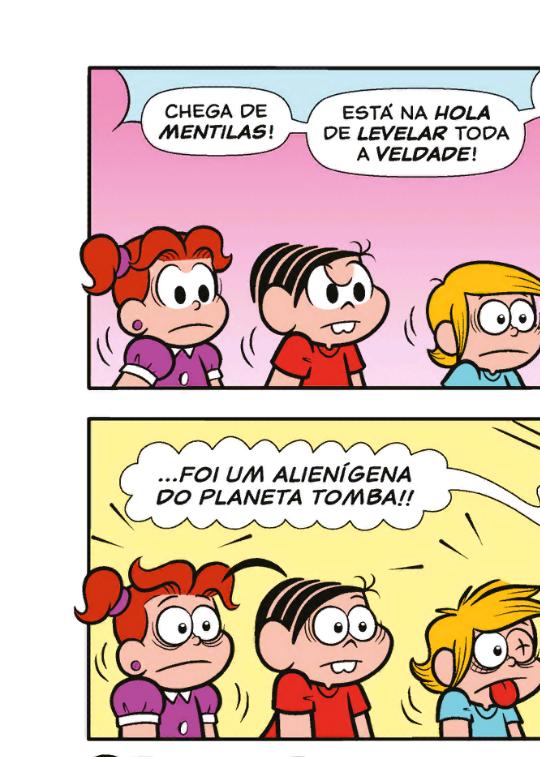 CHEGA DE
MENTILAS!
ESTÁ NA HOLA
DE LEVELAR TODA
A VELDADE!
...FOI UM ALIENÍGENA
DO PLANETA TOMBA!!